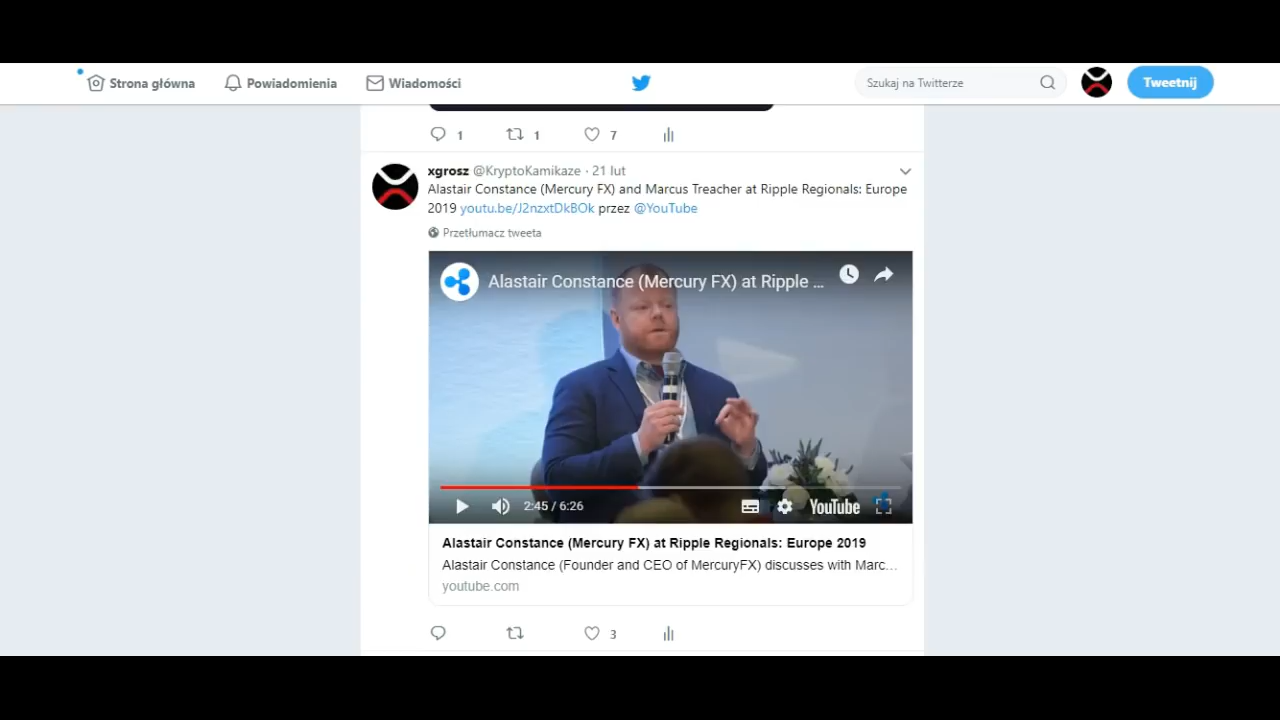 Strona główna
Powiadomienia
Wiadomości
Szukaj na Twitterze
Tweetnij
1
1
7
xgrosz @KryptoKamikaze · 21 lut
Alastair Constance (Mercury FX) and Marcus Treacher at Ripple Regionals: Europe
2019 youtu.be/J2nzxtDkBOk przez @YouTube
Przetłumacz tweeta
Alastair Constance (Mercury FX) at Ripple ...
2:45 / 6:26
YouTube
Alastair Constance (Mercury FX) at Ripple Regionals: Europe 2019
Alastair Constance (Founder and CEO of MercuryFX) discusses with Marc...
youtube.com
3